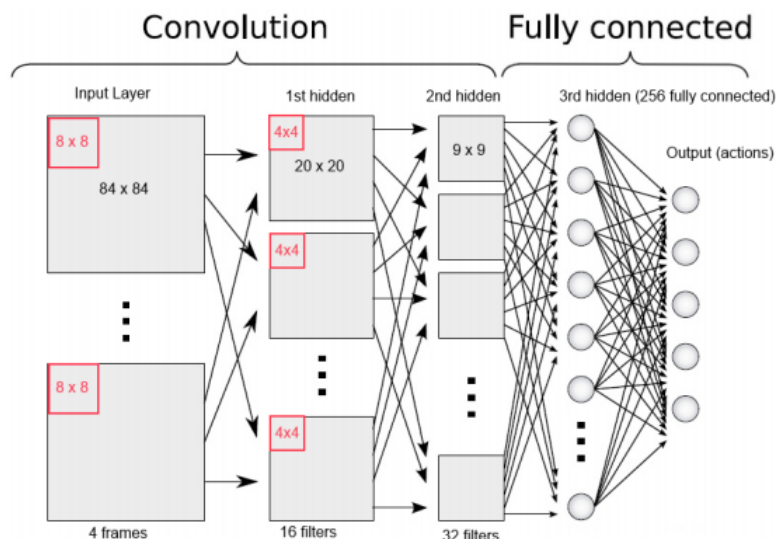 Convolution
Fully connected
Input Layer
1st hidden
2nd hidden
3rd hidden (256 fully connected)
Output (actions)
8 x 8
84 x 84
4x4
20 x 20
9 x 9
4x4
8 x 8
4x4
4 frames
16 filters
32 filters